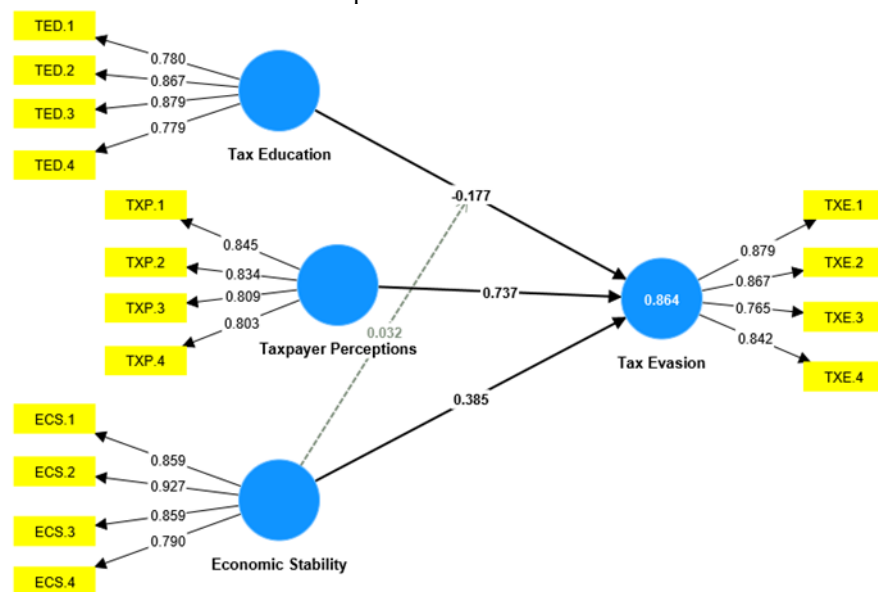 TED.1
0.780
TED.2
0.867
TED.3
0.879
TED.4
0.779
Tax Education
TXP.1
0.845
TXP.2
0.834
TXP.3
0.809
TXP.4
0.803
Taxpayer Perceptions
ECS.1
0.859
ECS.2
0.927
ECS.3
0.859
ECS.4
0.790
Economic Stability
-0.177
0.737
0.032
0.385
0.864
Tax Evasion
TXE.1
0.879
TXE.2
0.867
TXE.3
0.765
TXE.4
0.842